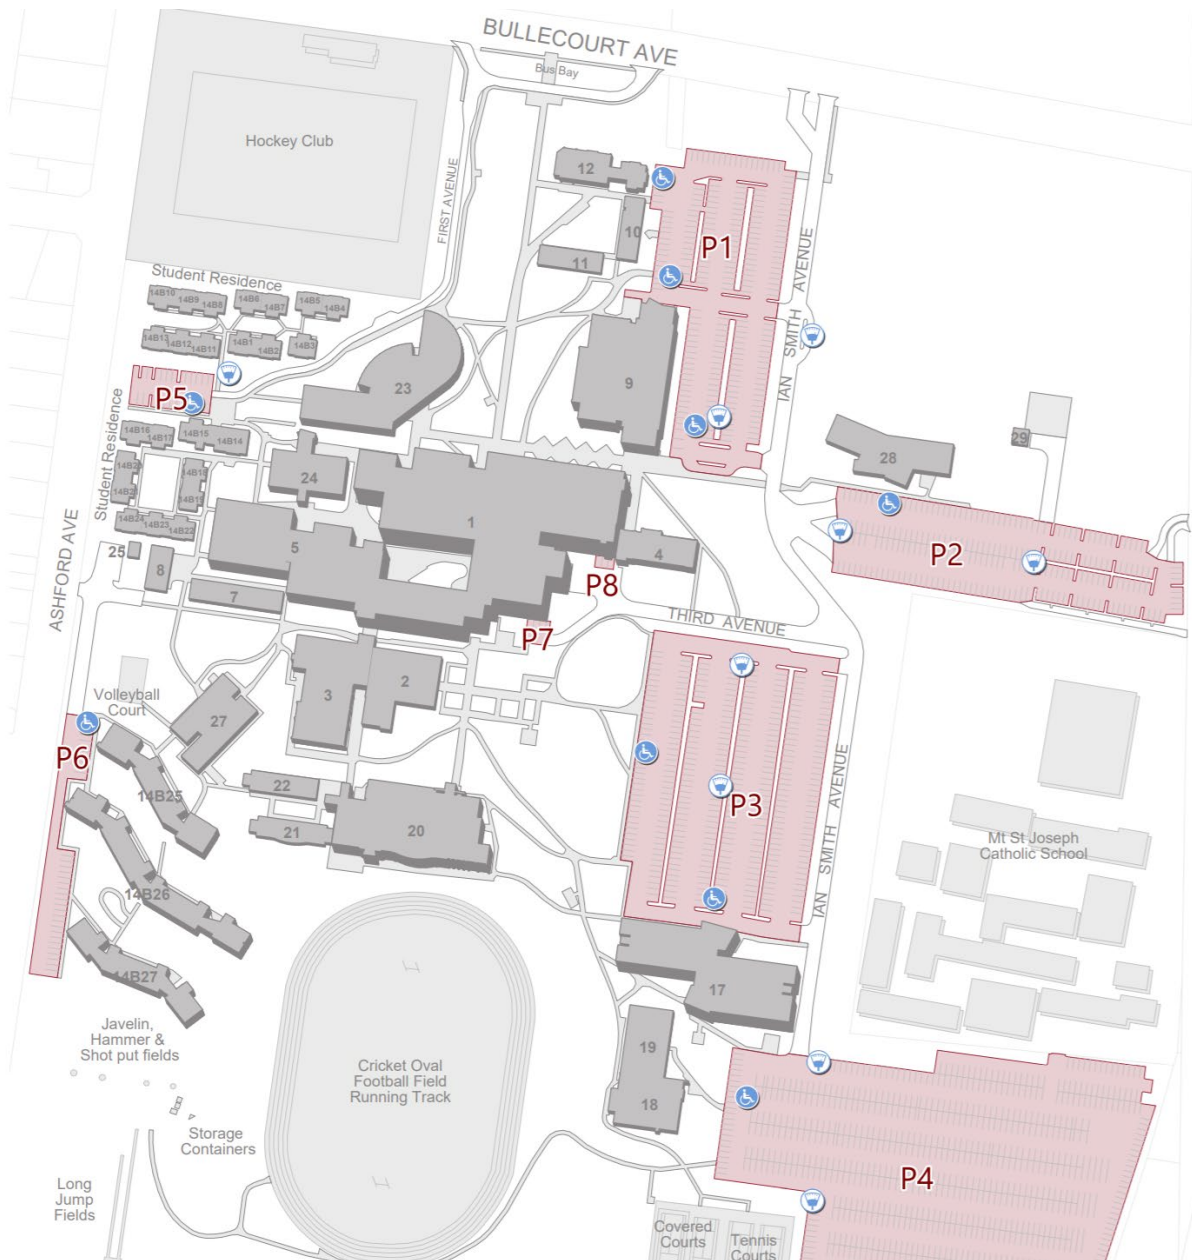 BULLECOURT AVE
Bus Bay
Hockey Club
FIRST AVENUE
12
10
11
P1
IAN SMITH AVENUE
Student Residence
14B10
14B9
14B8
14B6
14B7
14B5
14B4
14B13
14B12
14B11
14B1
14B2
14B3
9
23
P5
Student Residence
14B16
14B17
14B15
14B14
28
29
24
14B18
14B19
1
14B24
14B23
14B22
5
4
P2
25
8
P8
ASHFORD AVE
7
THIRD AVENUE
P7
2
3
Volleyball
Court
27
P6
22
14B25
21
20
P3
IAN SMITH AVENUE
Mt St Joseph
Catholic School
14B26
14B27
17
Javelin,
Hammer &
Shot put fields
19
Cricket Oval
Football Field
Running Track
18
Storage
Containers
P4
Long
Jump
Fields
Covered
Courts
Tennis
Courts